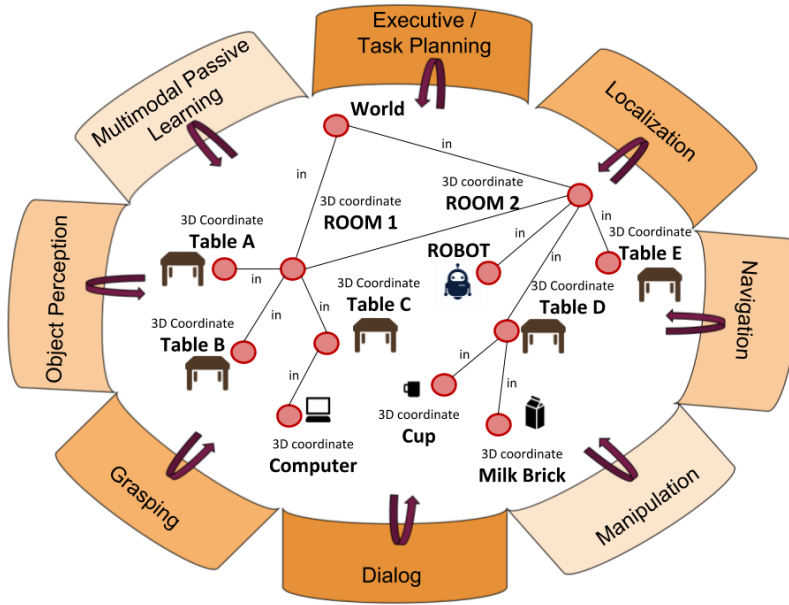 Executive /
Task Planning
Multimodal Passive
Learning
Localization
World
in
in
3D coordinate
ROOM 1
3D coordinate
ROOM 2
in
3D Coordinate
Table A
in
ROBOT
in
3D Coordinate
Table E
Object Perception
Navigation
in
in
3D Coordinate
Table C
in
3D Coordinate
Table D
3D Coordinate
Table B
in
in
in
3D coordinate
Computer
3D coordinate
Cup
3D coordinate
Milk Brick
Grasping
Manipulation
Dialog